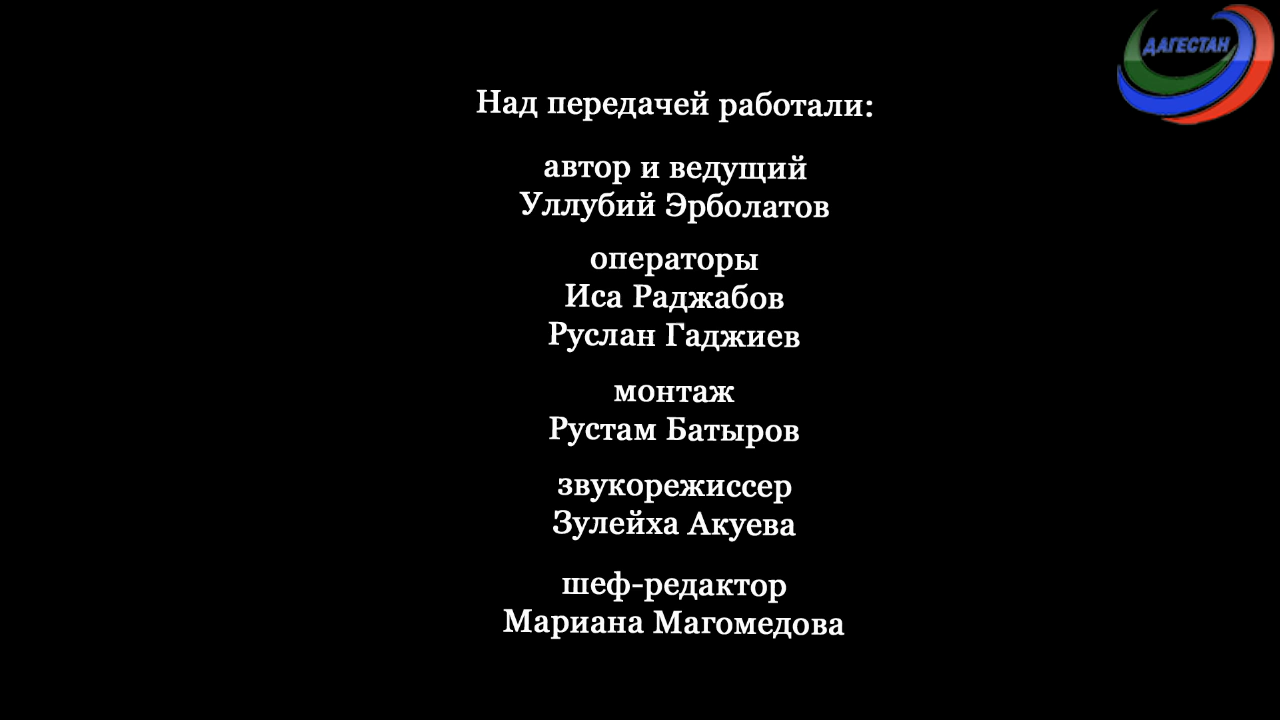 ДАГЕСТАН
Над передачей работали:
автор и ведущий
Уллубий Эрболатов
операторы
Иса Раджабов
Руслан Гаджиев
монтаж
Рустам Батыров
звукорежиссер
Зулейха Акуева
шеф-редактор
Мариана Магомедова